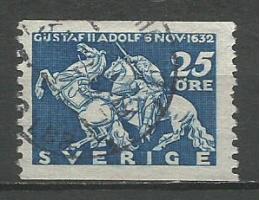 GUSTAF II ADOLF 6 NOV 1632
25
ÖRE
SVERIGE